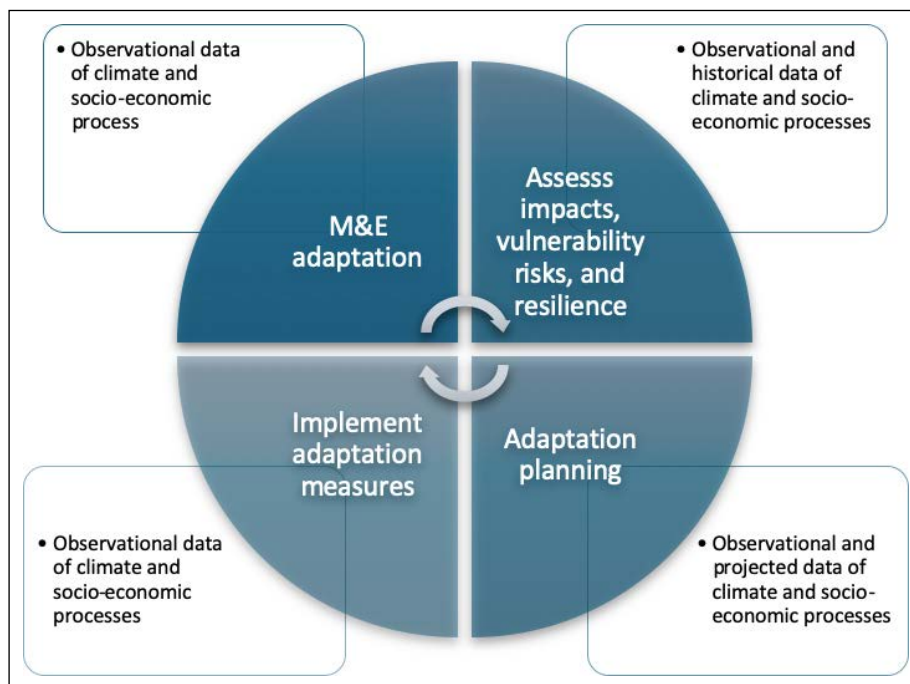 • Observational data
of climate and
socio-economic
process
• Observational and
historical data of
climate and socio-
economic processes
M&E
adaptation
Assesss
impacts,
vulnerability
risks, and
resilience
Implement
adaptation
measures
Adaptation
planning
• Observational data
of climate and
socio-economic
processes
• Observational and
projected data of
climate and socio-
economic processes